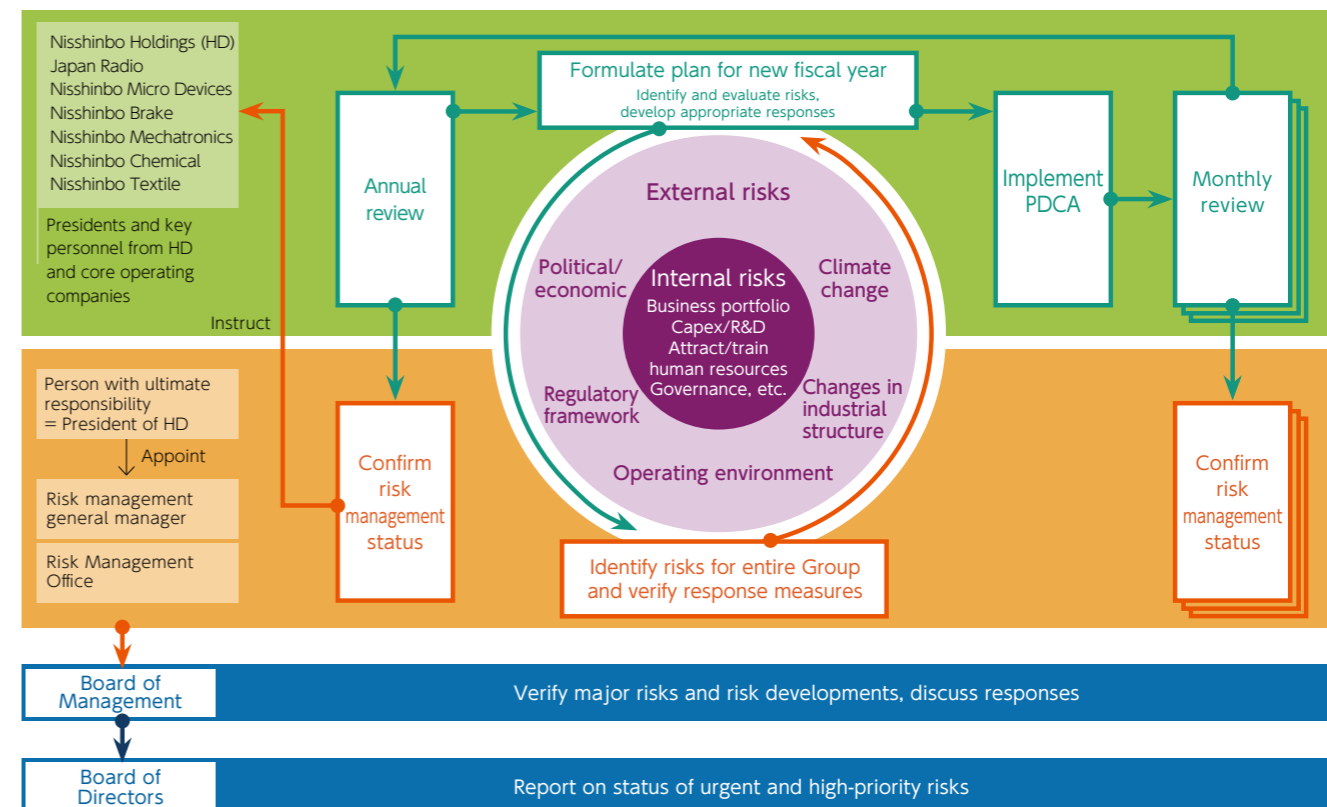 Nisshinbo Holdings (HD)
Japan Radio
Nisshinbo Micro Devices
Nisshinbo Brake
Nisshinbo Mechatronics
Nisshinbo Chemical
Nisshinbo Textile
Presidents and key
personnel from HD
and core operating
companies
Instruct
Annual
review
Formulate plan for new fiscal year
Identify and evaluate risks,
develop appropriate responses
Implement
PDCA
Monthly
review
External risks
Political/
economic
Climate
change
Internal risks
Business portfolio
Capex/R&D
Attract/train
human resources
Governance, etc.
Regulatory
framework
Changes in
industrial
structure
Operating environment
Person with ultimate
responsibility
= President of HD
Appoint
Risk management
general manager
Risk Management
Office
Confirm
risk
management
status
Identify risks for entire Group
and verify response measures
Confirm
risk
management
status
Board of
Management
Verify major risks and risk developments, discuss responses
Board of
Directors
Report on status of urgent and high-priority risks